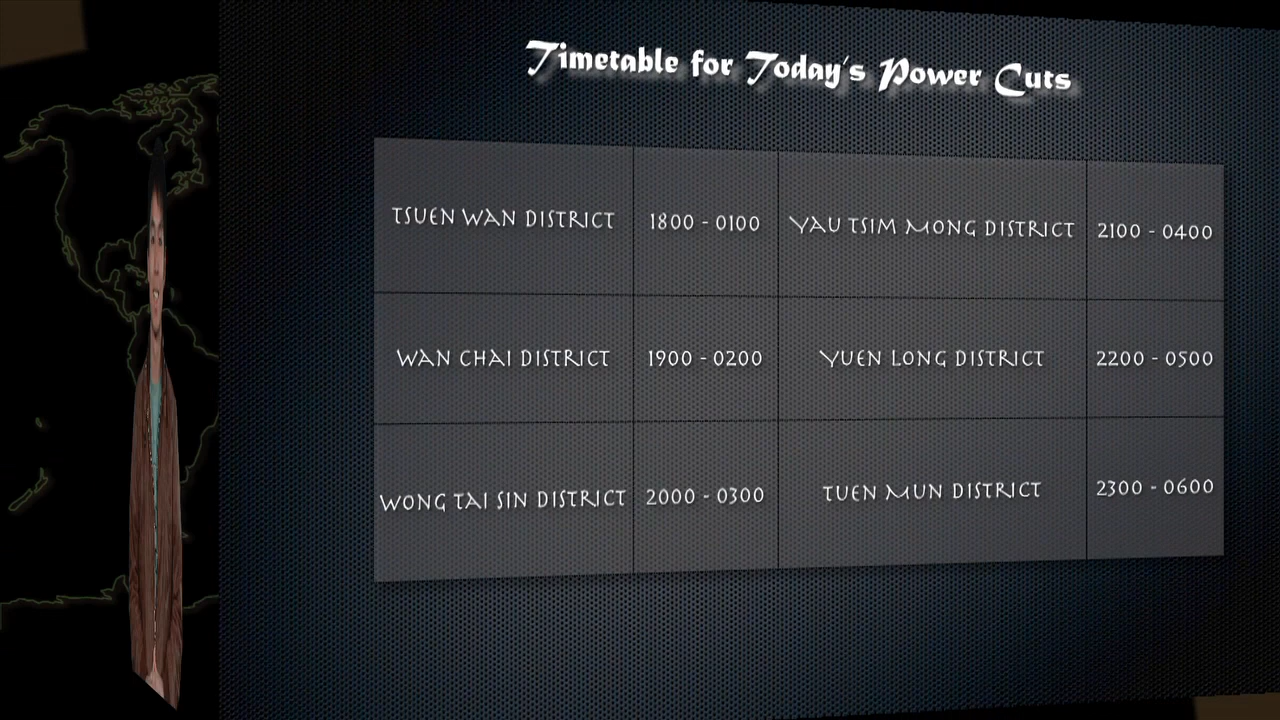 Timetable for Today's Power Cuts
TSUEN WAN DISTRICT 1800 - 0100 YAU TSIM MONG DISTRICT 2100 - 0400
WAN CHAI DISTRICT 1900 - 0200 YUEN LONG DISTRICT 2200 - 0500
WONG TAI SIN DISTRICT 2000 - 0300 TUEN MUN DISTRICT 2300 - 0600